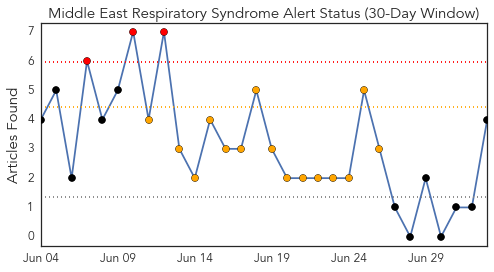 Middle East Respiratory Syndrome Alert Status (30-Day Window)
Articles Found
7
6
5
4
3
2
1
0
Jun 04 Jun 09 Jun 14 Jun 19 Jun 24 Jun 29